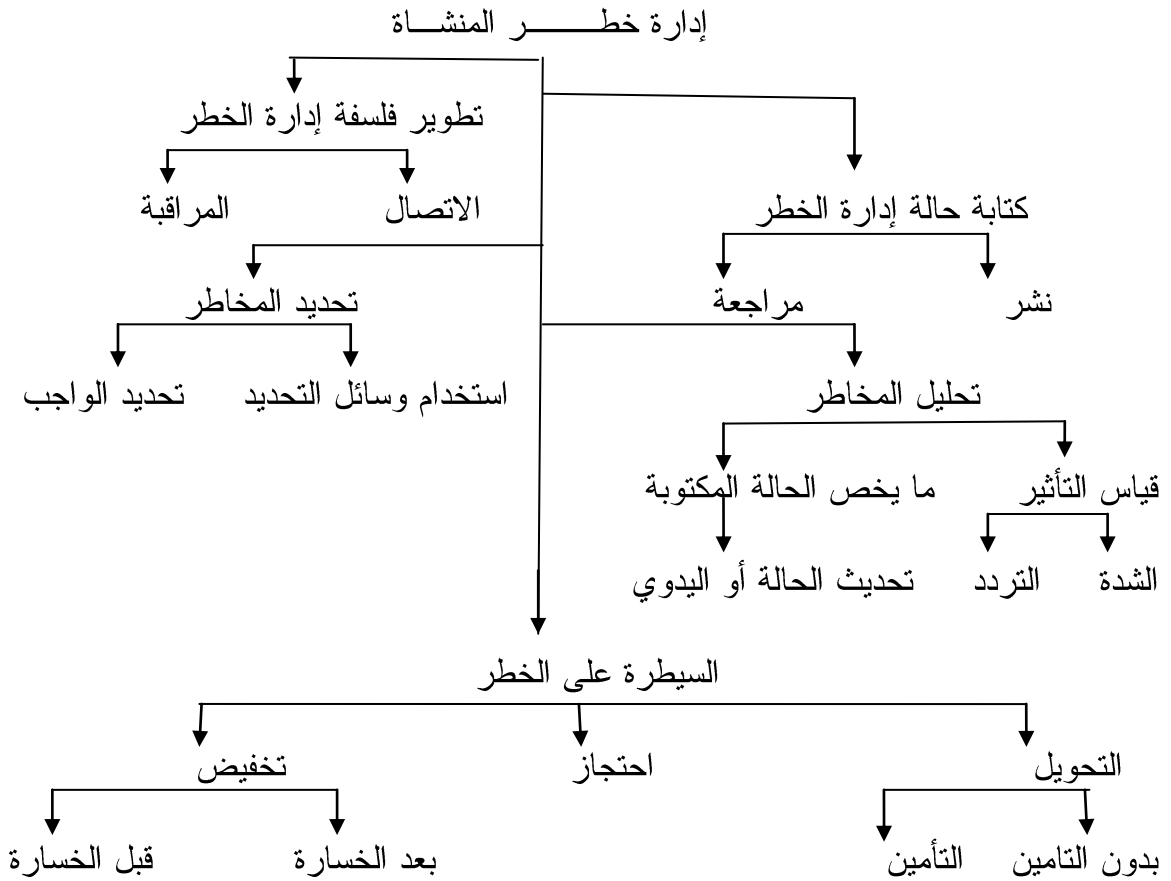 إدارة خطر المنشاة
تطوير فلسفة إدارة الخطر
كتابة حالة إدارة الخطر
الاتصال
المراقبة
نشر
مراجعة
تحديد المخاطر
تحليل المخاطر
استخدام وسائل التحديد
تحديد الواجب
قياس التأثير
ما يخص الحالة المكتوبة
الشدة
التردد
تحديث الحالة أو اليدوي
السيطرة على الخطر
التحويل
احتجاز
تخفيض
بدون التامين
التأمين
بعد الخسارة
قبل الخسارة